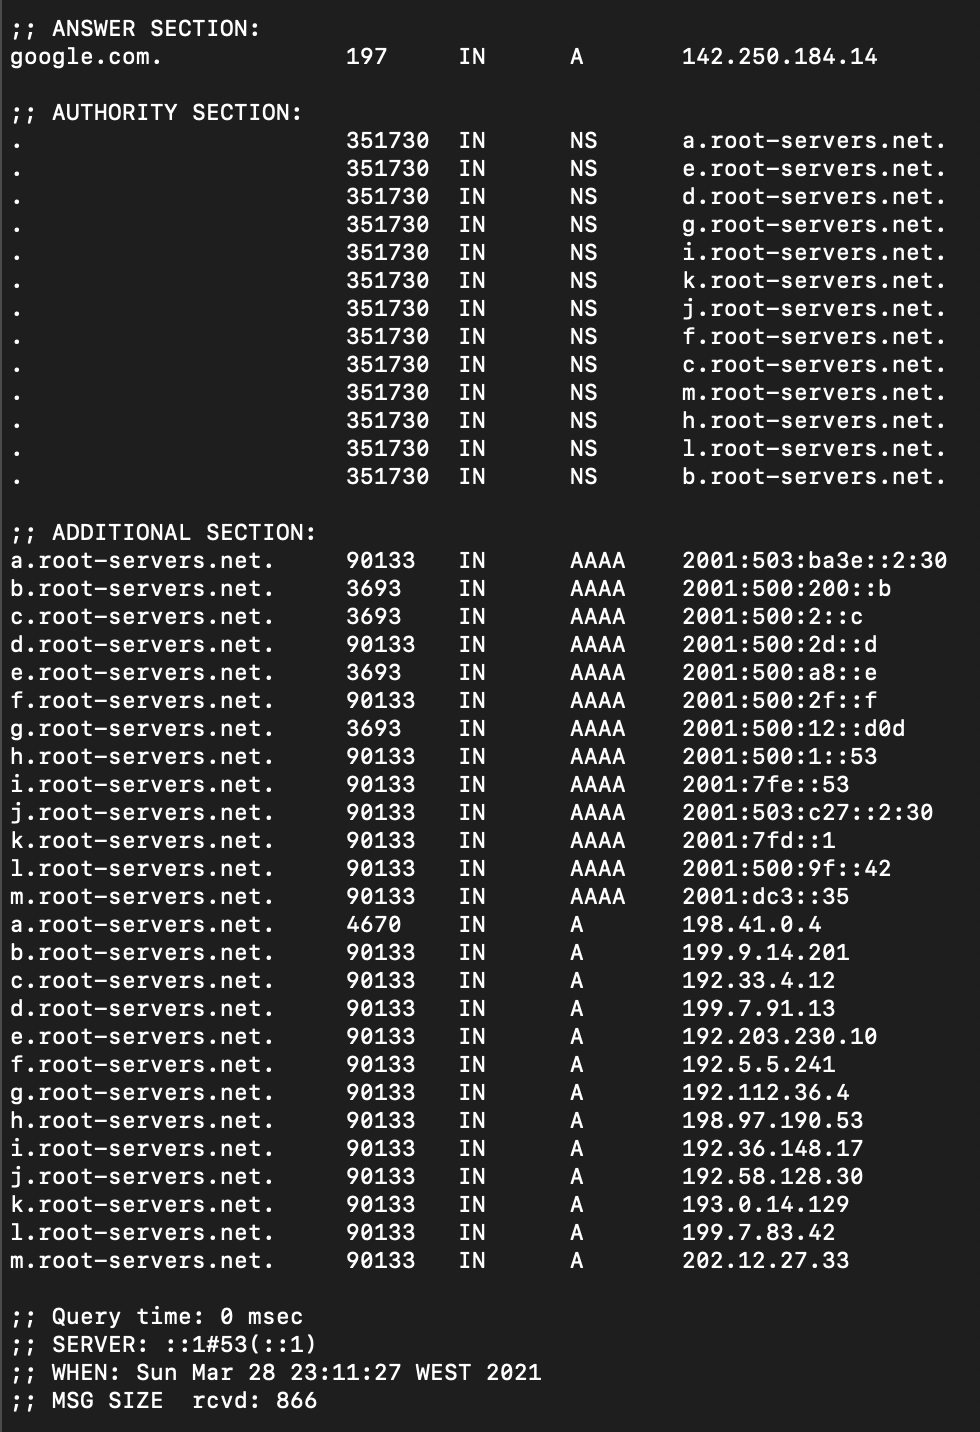 ;; ANSWER SECTION:
google.com. 197 IN A 142.250.184.14
;; AUTHORITY SECTION:
. 351730 IN NS a.root-servers.net.
. 351730 IN NS e.root-servers.net.
. 351730 IN NS d.root-servers.net.
. 351730 IN NS g.root-servers.net.
. 351730 IN NS i.root-servers.net.
. 351730 IN NS k.root-servers.net.
. 351730 IN NS j.root-servers.net.
. 351730 IN NS f.root-servers.net.
. 351730 IN NS c.root-servers.net.
. 351730 IN NS m.root-servers.net.
. 351730 IN NS h.root-servers.net.
. 351730 IN NS l.root-servers.net.
. 351730 IN NS b.root-servers.net.
;; ADDITIONAL SECTION:
a.root-servers.net. 90133 IN AAAA 2001:503:ba3e::2:30
b.root-servers.net. 3693 IN AAAA 2001:500:200::b
c.root-servers.net. 3693 IN AAAA 2001:500:2::c
d.root-servers.net. 90133 IN AAAA 2001:500:2d::d
e.root-servers.net. 3693 IN AAAA 2001:500:a8::e
f.root-servers.net. 90133 IN AAAA 2001:500:2f::f
g.root-servers.net. 3693 IN AAAA 2001:500:12::d0d
h.root-servers.net. 90133 IN AAAA 2001:500:1::53
i.root-servers.net. 90133 IN AAAA 2001:7fe::53
j.root-servers.net. 90133 IN AAAA 2001:503:c27::2:30
k.root-servers.net. 90133 IN AAAA 2001:7fd::1
l.root-servers.net. 90133 IN AAAA 2001:500:9f::42
m.root-servers.net. 90133 IN AAAA 2001:dc3::35
a.root-servers.net. 4670 IN A 198.41.0.4
b.root-servers.net. 90133 IN A 199.9.14.201
c.root-servers.net. 90133 IN A 192.33.4.12
d.root-servers.net. 90133 IN A 199.7.91.13
e.root-servers.net. 90133 IN A 192.203.230.10
f.root-servers.net. 90133 IN A 192.5.5.241
g.root-servers.net. 90133 IN A 192.112.36.4
h.root-servers.net. 90133 IN A 198.97.190.53
i.root-servers.net. 90133 IN A 192.36.148.17
j.root-servers.net. 90133 IN A 192.58.128.30
k.root-servers.net. 90133 IN A 193.0.14.129
l.root-servers.net. 90133 IN A 199.7.83.42
m.root-servers.net. 90133 IN A 202.12.27.33
;; Query time: 0 msec
;; SERVER: ::1#53(::1)
;; WHEN: Sun Mar 28 23:11:27 WEST 2021
;; MSG SIZE  rcvd: 866